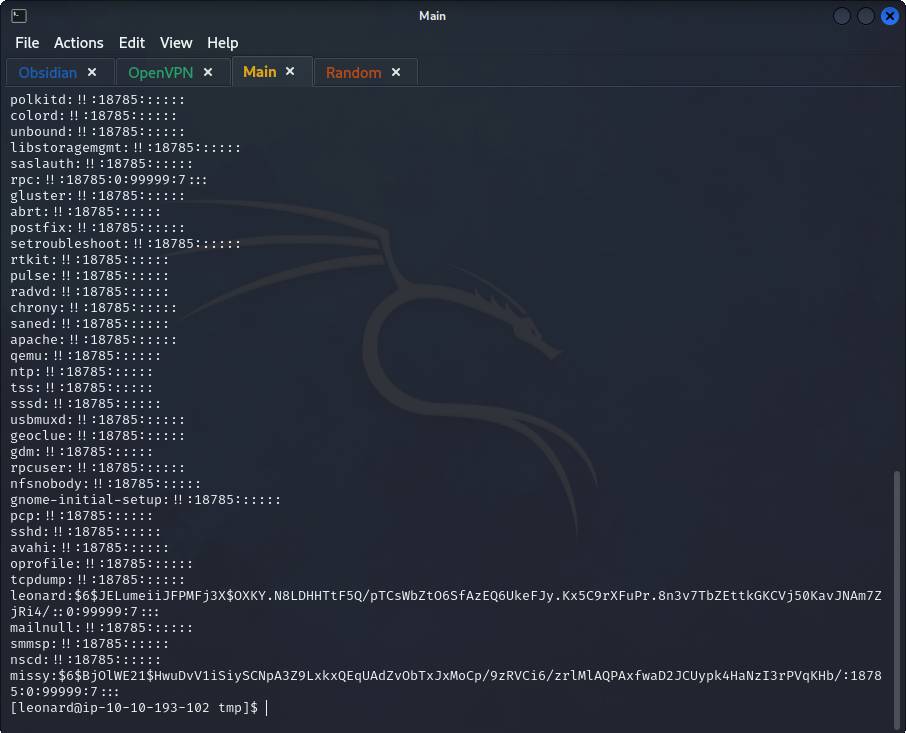 Main
File Actions Edit View Help
Obsidian × OpenVPN × Main × Random ×
polkitd:!!:18785::::::
colord:!!:18785::::::
unbound:!!:18785::::::
libstoragemgmt:!!:18785::::::
saslauth:!!:18785::::::
rpc:!!:18785:0:99999:7:::
gluster:!!:18785::::::
abrt:!!:18785::::::
postfix:!!:18785::::::
setroubleshoot:!!:18785::::::
rtkit:!!:18785::::::
pulse:!!:18785::::::
radvd:!!:18785::::::
chrony:!!:18785::::::
saned:!!:18785::::::
apache:!!:18785::::::
qemu:!!:18785::::::
ntp:!!:18785::::::
tss:!!:18785::::::
sssd:!!:18785::::::
usbmuxd:!!:18785::::::
geoclue:!!:18785::::::
gdm:!!:18785::::::
rpcuser:!!:18785::::::
nfsnobody:!!:18785::::::
gnome-initial-setup:!!:18785::::::
pcp:!!:18785::::::
sshd:!!:18785::::::
avahi:!!:18785::::::
oprofile:!!:18785::::::
tcpdump:!!:18785::::::
leonard:$6$JELumeiiJFPMFj3X$OXKY.N8LDHHTtF5Q/pTCsWbZtO6SfAzEQ6UkeFJy.Kx5C9rXFuPr.8n3v7TbZEttkGKCVj50KavJNAm7Z
jRi4/::0:99999:7:::
mailnull:!!:18785::::::
smmsp:!!:18785::::::
nscd:!!:18785::::::
missy:$6$BjOlWE21$HwuDvV1iSiySCNpA3Z9LxkxQEqUAdZvObTxJxMoCp/9zRVCi6/zrlMlAQPAxfwaD2JCUypk4HaNzI3rPVqKHb/:1878
5:0:99999:7:::
[leonard@ip-10-10-193-102 tmp]$